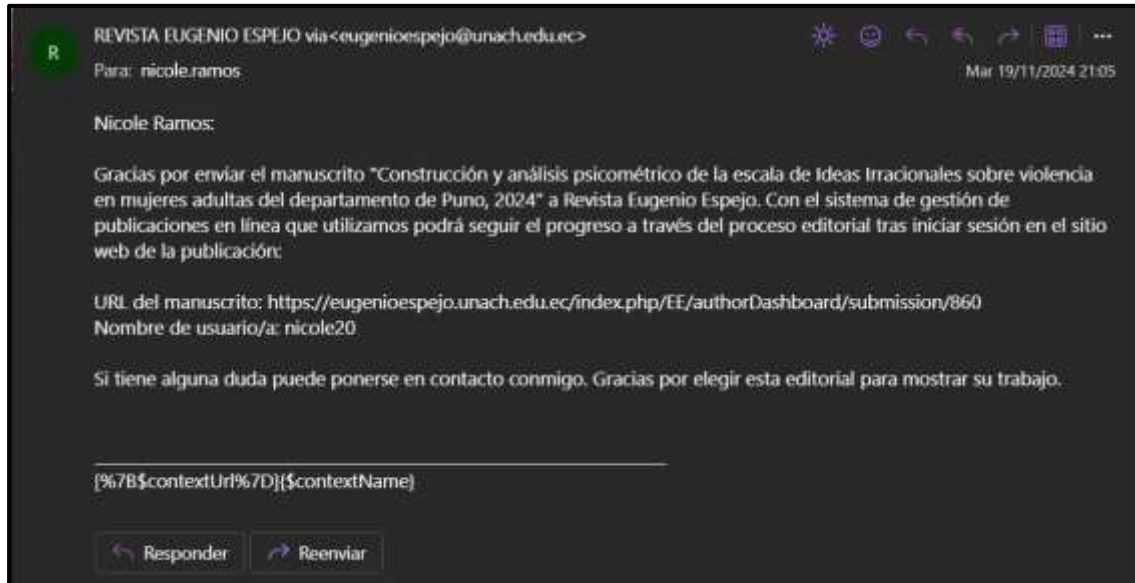 R
REVISTA EUGENIO ESPEJO via<eugenioespejo@unach.edu.ec>
Para: nicole.ramos
Mar 19/11/2024 21:05
Nicole Ramos:
Gracias por enviar el manuscrito "Construcción y análisis psicométrico de la escala de Ideas Irracionales sobre violencia
en mujeres adultas del departamento de Puno, 2024" a Revista Eugenio Espejo. Con el sistema de gestión de
publicaciones en línea que utilizamos podrá seguir el progreso a través del proceso editorial tras iniciar sesión en el sitio
web de la publicación:
URL del manuscrito: https://eugenioespejo.unach.edu.ec/index.php/EE/authorDashboard/submission/860
Nombre de usuario/a: nicole20
Si tiene alguna duda puede ponerse en contacto conmigo. Gracias por elegir esta editorial para mostrar su trabajo.
[%7B$contextUrl%7D]{$contextName}
Responder
Reenviar